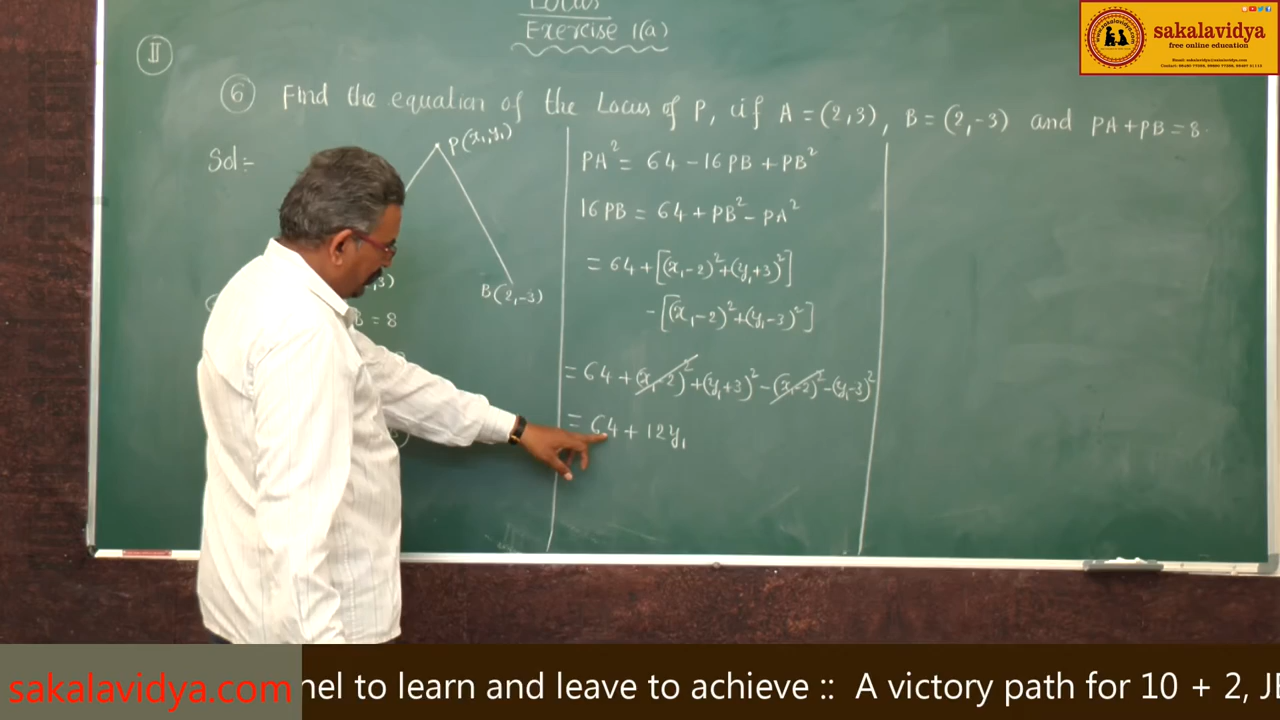 Locus
Exercise 1(a)
II
6 Find the equation of the Locus of P, if A = (2,3), B = (2,-3) and PA+PB = 8.
Sol:-
P(x₁,y₁)
B(2,-3)
,3)
B = 8
PA² = 64 - 16PB + PB²
16PB = 64 + PB² - PA²
= 64 + [(x₁-2)²+(y₁+3)²]
- [(x₁-2)²+(y₁-3)²]
= 64 + (x₁-2)² + (y₁+3)² - (x₁-2)² - (y₁-3)²
= 64 + 12y₁
sakalavidya
free online education
sakalavidya.com
nel to learn and leave to achieve :: A victory path for 10 + 2, JE